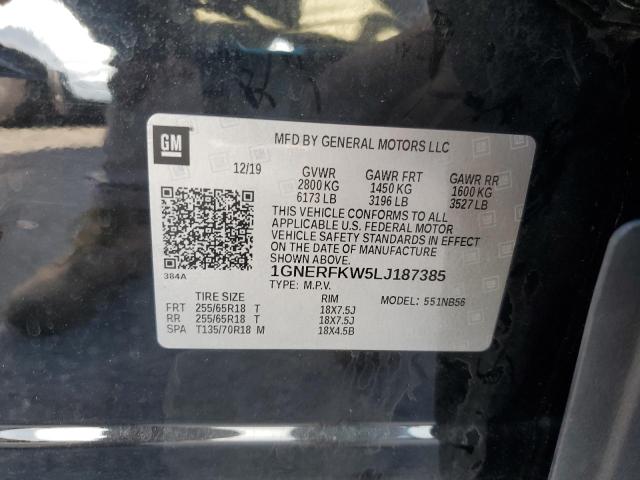 GM
MFD BY GENERAL MOTORS LLC
12/19 GVWR GAWR FRT GAWR RR
2800 KG 1450 KG 1600 KG
6173 LB 3196 LB 3527 LB
THIS VEHICLE CONFORMS TO ALL
APPLICABLE U.S. FEDERAL MOTOR
VEHICLE SAFETY STANDARDS IN EFFECT
ON THE DATE OF MANUFACTURE
SHOWN ABOVE.
384A 1GNERFKW5LJ187385
TYPE: M.P.V. MODEL: 551NB56
TIRE SIZE RIM
FRT 255/65R18 T 18X7.5J
RR 255/65R18 T 18X7.5J
SPA T135/70R18 M 18X4.5B